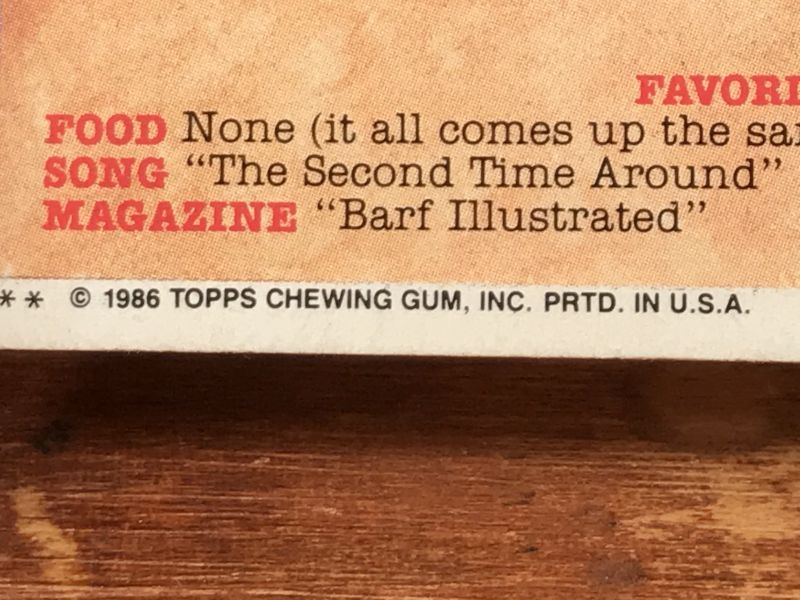 FAVORI
FOOD None (it all comes up the sa
SONG “The Second Time Around”
MAGAZINE “Barf Illustrated”
** © 1986 TOPPS CHEWING GUM, INC. PRTD. IN U.S.A.